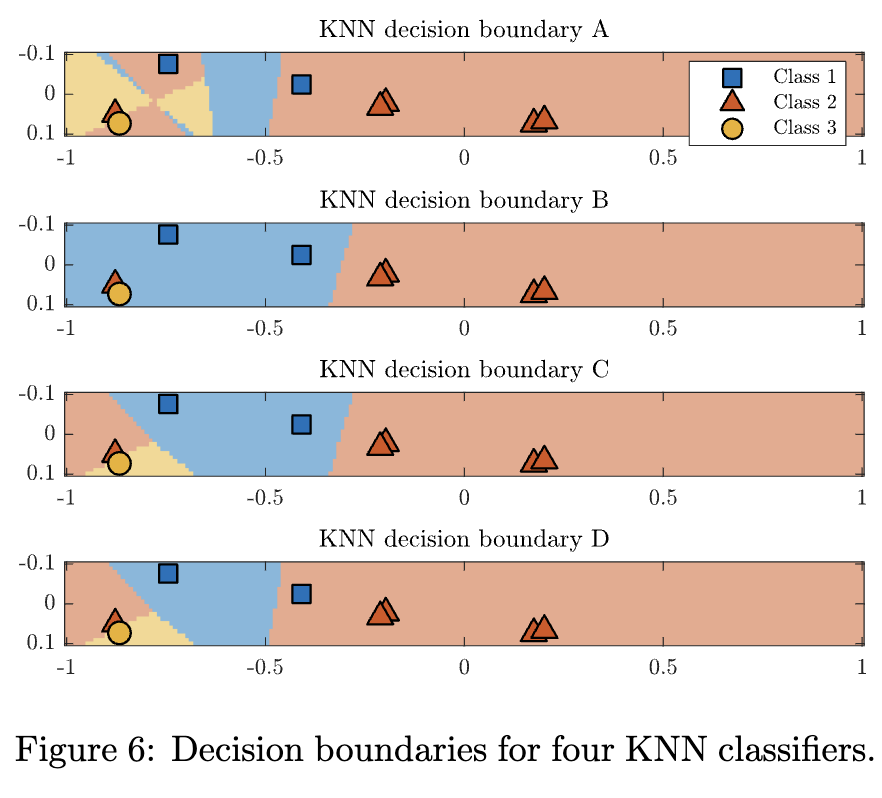 KNN decision boundary A
-0.1
0
0.1
Class 1
Class 2
Class 3
-1 -0.5 0 0.5 1
KNN decision boundary B
-0.1
0
0.1
-1 -0.5 0 0.5 1
KNN decision boundary C
-0.1
0
0.1
-1 -0.5 0 0.5 1
KNN decision boundary D
-0.1
0
0.1
-1 -0.5 0 0.5 1
Figure 6: Decision boundaries for four KNN classifiers.